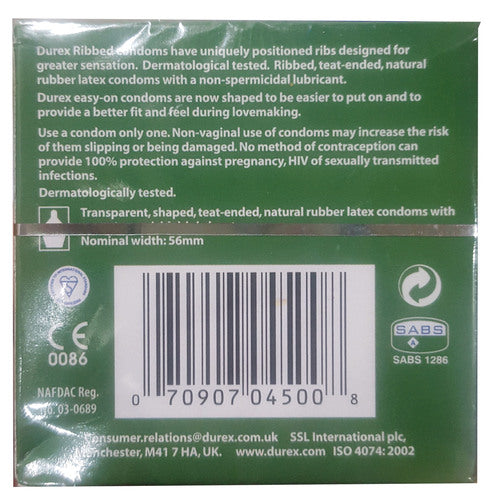 Durex Ribbed condoms have uniquely positioned ribs designed for
greater sensation. Dermatological tested. Ribbed, teat-ended, natural
rubber latex condoms with a non-spermicidal lubricant.
Durex easy-on condoms are now shaped to be easier to put on and to
provide a better fit and feel during lovemaking.
Use a condom only one. Non-vaginal use of condoms may increase the risk
of them slipping or being damaged. No method of contraception can
provide 100% protection against pregnancy, HIV of sexually transmitted
infections.
Dermatologically tested.
Transparent, shaped, teat-ended, natural rubber latex condoms with
Nominal width: 56mm
CE
0086
SABS
SABS 1286
NAFDAC Reg.
No. 03-0689
0 70907 04500 8
consumer.relations@durex.com.uk SSL International plc,
Manchester, M41 7 HA, UK. www.durex.com ISO 4074: 2002